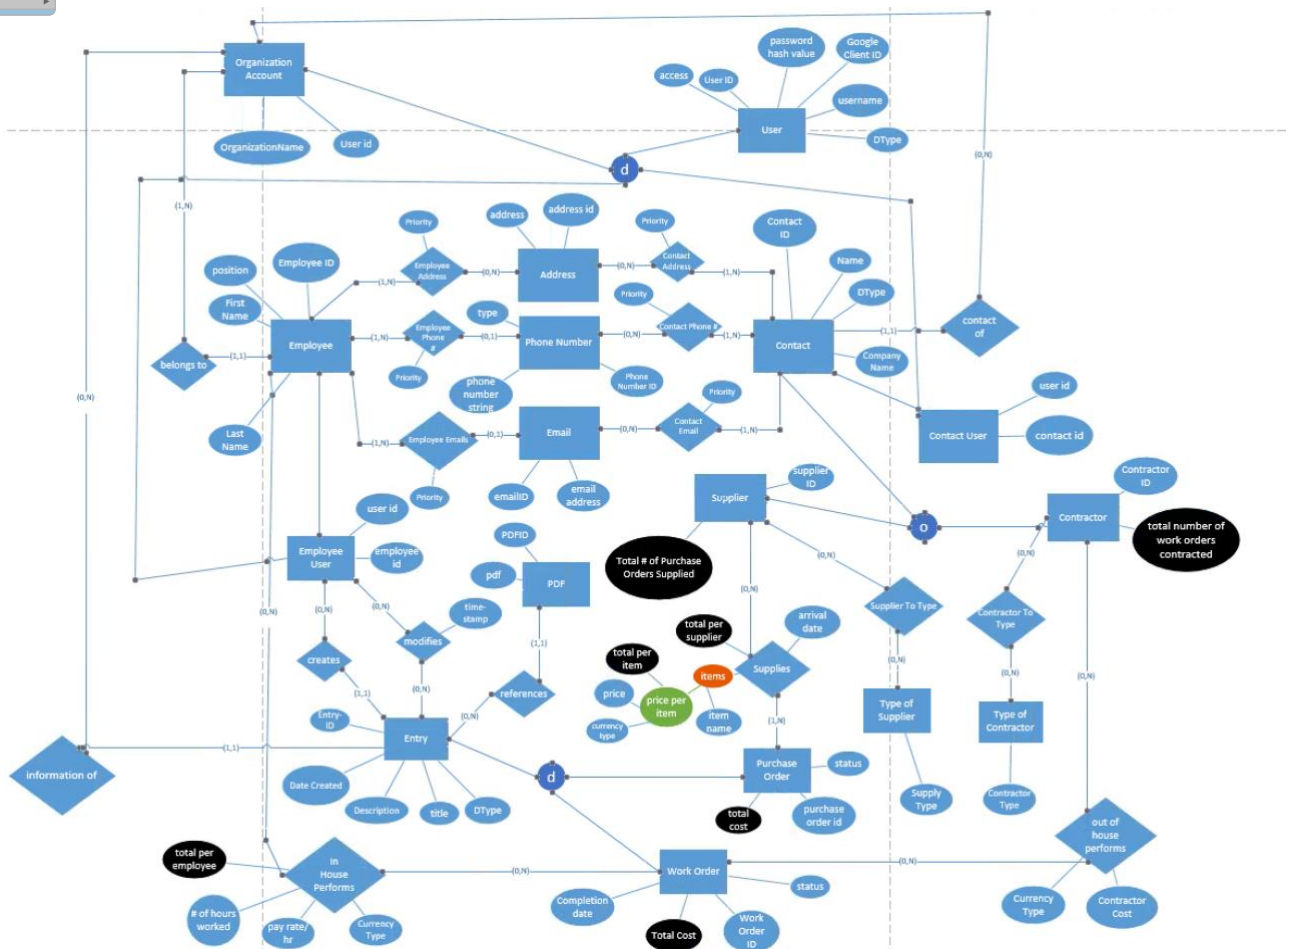 Organization
Account
OrganizationName
User id
password
hash value
Google
Client ID
access
User ID
username
User
DType
d
(0,N)
(1,N)
Priority
address
address id
Priority
Contact
ID
position
Employee ID
Employee
Address
(1,N)
(0,N)
Address
(0,N)
Contact
Address
(1,N)
Name
DType
First
Name
type
Priority
Employee
(1,N)
Employee
Phone
#
(0,1)
Phone Number
(0,N)
Contact Phone #
(1,N)
Contact
(1,1)
contact
of
belongs to
(1,1)
Priority
phone
number
string
Phone
Number ID
Company
Name
(0,N)
Last
Name
(1,N)
Employee Emails
(0,1)
Email
(0,N)
Contact
Email
Priority
(1,N)
Contact User
user id
contact id
Priority
emailID
email
address
Supplier
supplier
ID
Contractor
ID
Contractor
total number of
work orders
contracted
o
user id
Employee
User
employee
id
PDFID
pdf
PDF
Total # of Purchase
Orders Supplied
(0,N)
(0,N)
(0,N)
(0,N)
(0,N)
(0,N)
time-
stamp
creates
modifies
(1,1)
total per
supplier
arrival
date
Supplier To Type
Contractor To
Type
total per
item
items
Supplies
(1,1)
(0,N)
references
(0,N)
(0,N)
(0,N)
(0,N)
price
price per
item
item
name
currency
type
(1,N)
Type of
Supplier
Type of
Contractor
Entry-
ID
Entry
(1,1)
information of
d
Purchase
Order
status
Date Created
Description
title
DType
total
cost
purchase
order id
Supply
Type
Contractor
Type
out of
house
performs
total per
employee
In
House
Performs
(0,N)
Work Order
(0,N)
status
# of hours
worked
pay rate/
hr
Currency
Type
Completion
date
Total Cost
Work
Order
ID
Currency
Type
Contractor
Cost